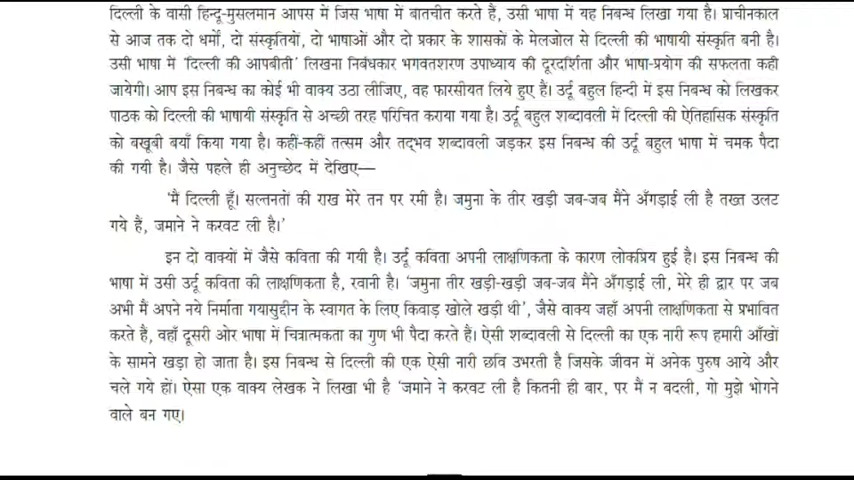 दिल्ली के वासी हिन्दू-मुसलमान आपस में जिस भाषा में बातचीत करते हैं, उसी भाषा में यह निबन्ध लिखा गया है। प्राचीनकाल
से आज तक दो धर्मों, दो संस्कृतियों, दो भाषाओं और दो प्रकार के शासकों के मेलजोल से दिल्ली की भाषायी संस्कृति बनी है।
उसी भाषा में 'दिल्ली की आपबीती' लिखना निबंधकार भगवतशरण उपाध्याय की दूरदर्शिता और भाषा-प्रयोग की सफलता कही
जायेगी। आप इस निबन्ध का कोई भी वाक्य उठा लीजिए, वह फारसीयत लिये हुए हैं। उर्दू बहुल हिन्दी में इस निबन्ध को लिखकर
पाठक को दिल्ली की भाषायी संस्कृति से अच्छी तरह परिचित कराया गया है। उर्दू बहुल शब्दावली में दिल्ली की ऐतिहासिक संस्कृति
को बखूबी बयाँ किया गया है। कहीं-कहीं तत्सम और तद्भव शब्दावली जड़कर इस निबन्ध की उर्दू बहुल भाषा में चमक पैदा
की गयी है। जैसे पहले ही अनुच्छेद में देखिए—
'मैं दिल्ली हूँ। सल्तनतों की राख मेरे तन पर रमी है। जमुना के तीर खड़ी जब-जब मैंने अँगड़ाई ली है तख्त उलट
गये हैं, जमाने ने करवट ली है।'
इन दो वाक्यों में जैसे कविता की गयी है। उर्दू कविता अपनी लाक्षणिकता के कारण लोकप्रिय हुई है। इस निबन्ध की
भाषा में उसी उर्दू कविता की लाक्षणिकता है, रवानी है। 'जमुना तीर खड़ी-खड़ी जब-जब मैंने अँगड़ाई ली, मेरे ही द्वार पर जब
अभी मैं अपने नये निर्माता गयासुद्दीन के स्वागत के लिए किवाड़ खोले खड़ी थी', जैसे वाक्य जहाँ अपनी लाक्षणिकता से प्रभावित
करते हैं, वहाँ दूसरी ओर भाषा में चित्रात्मकता का गुण भी पैदा करते हैं। ऐसी शब्दावली से दिल्ली का एक नारी रूप हमारी आँखों
के सामने खड़ा हो जाता है। इस निबन्ध से दिल्ली की एक ऐसी नारी छवि उभरती है जिसके जीवन में अनेक पुरुष आये और
चले गये हों। ऐसा एक वाक्य लेखक ने लिखा भी है 'जमाने ने करवट ली है कितनी ही बार, पर मैं न बदली, गो मुझे भोगने
वाले बन गए।